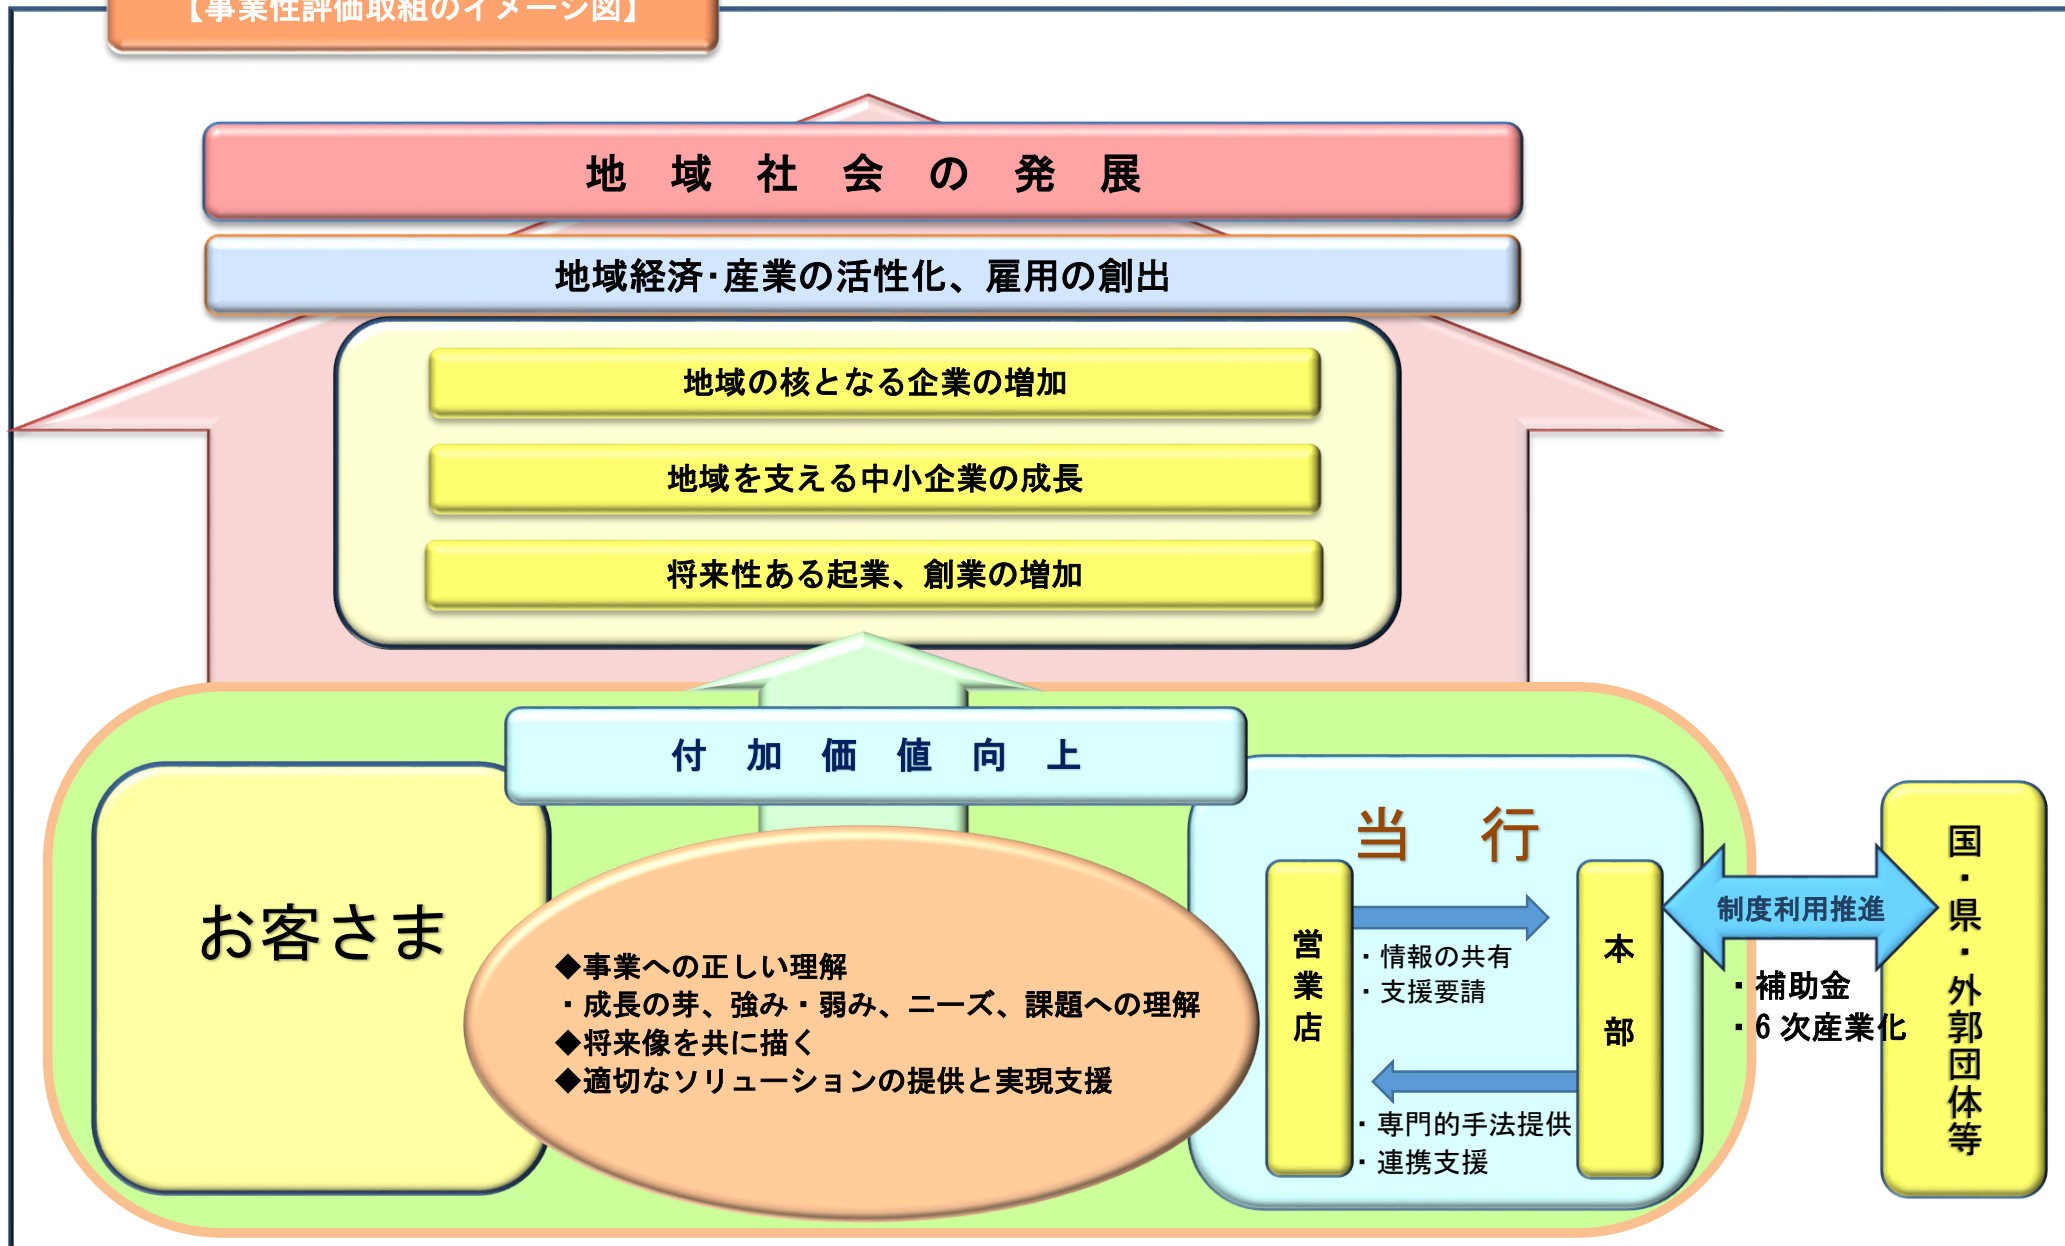 【事業性評価取組のイメージ図】
地域社会の発展
地域経済・産業の活性化、雇用の創出
地域の核となる企業の増加
地域を支える中小企業の成長
将来性ある起業、創業の増加
付加価値向上
お客さま
◆事業への正しい理解
・成長の芽、強み・弱み、ニーズ、課題への理解
◆将来像を共に描く
◆適切なソリューションの提供と実現支援
当行
営業店
・情報の共有
・支援要請
・専門的手法提供
・連携支援
本部
制度利用推進
・補助金
・6次産業化
国・県・外郭団体等